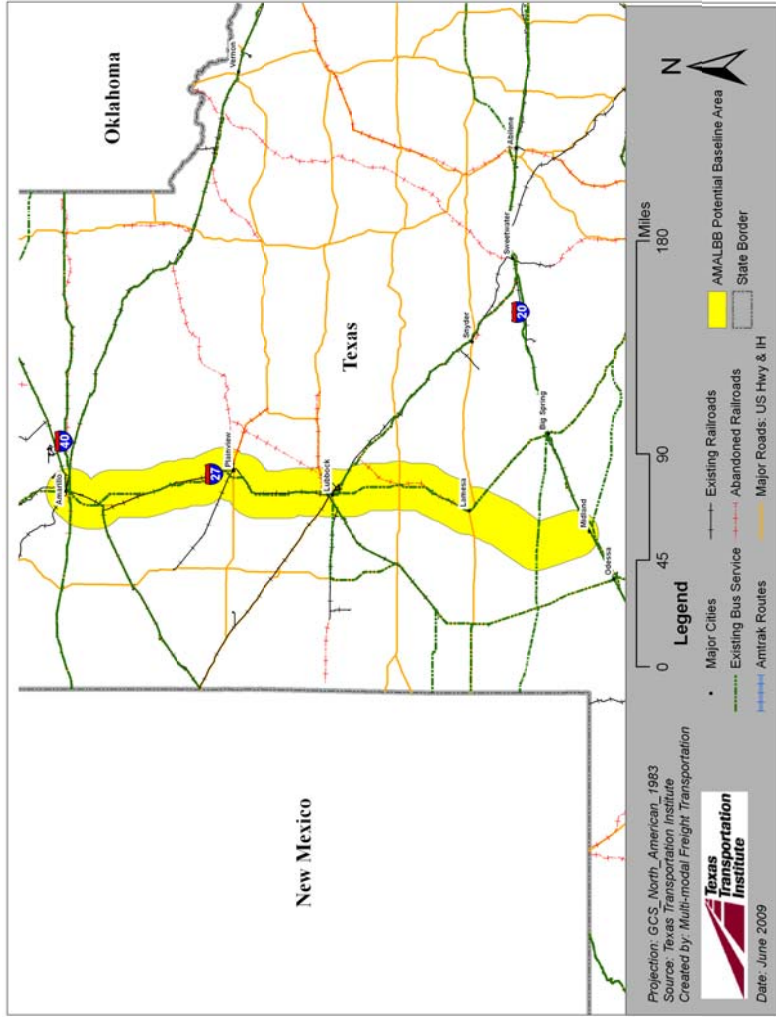 Oklahoma
Vernon
40
Amarillo
27
Plainview
Texas
Lubbock
New Mexico
Snyder
Lamesa
Abilene
Sweetwater
20
Big Spring
Midland
Odessa
Projection: GCS_North_American_1983
Source: Texas Transportation Institute
Created by: Multi-modal Freight Transportation
Texas
Transportation
Institute
Date: June 2009
0 45 90 180
Miles
Legend
Major Cities
Existing Bus Service
Amtrak Routes
Existing Railroads
Abandoned Railroads
Major Roads: US Hwy & IH
AMALBB Potential Baseline Area
State Border
N